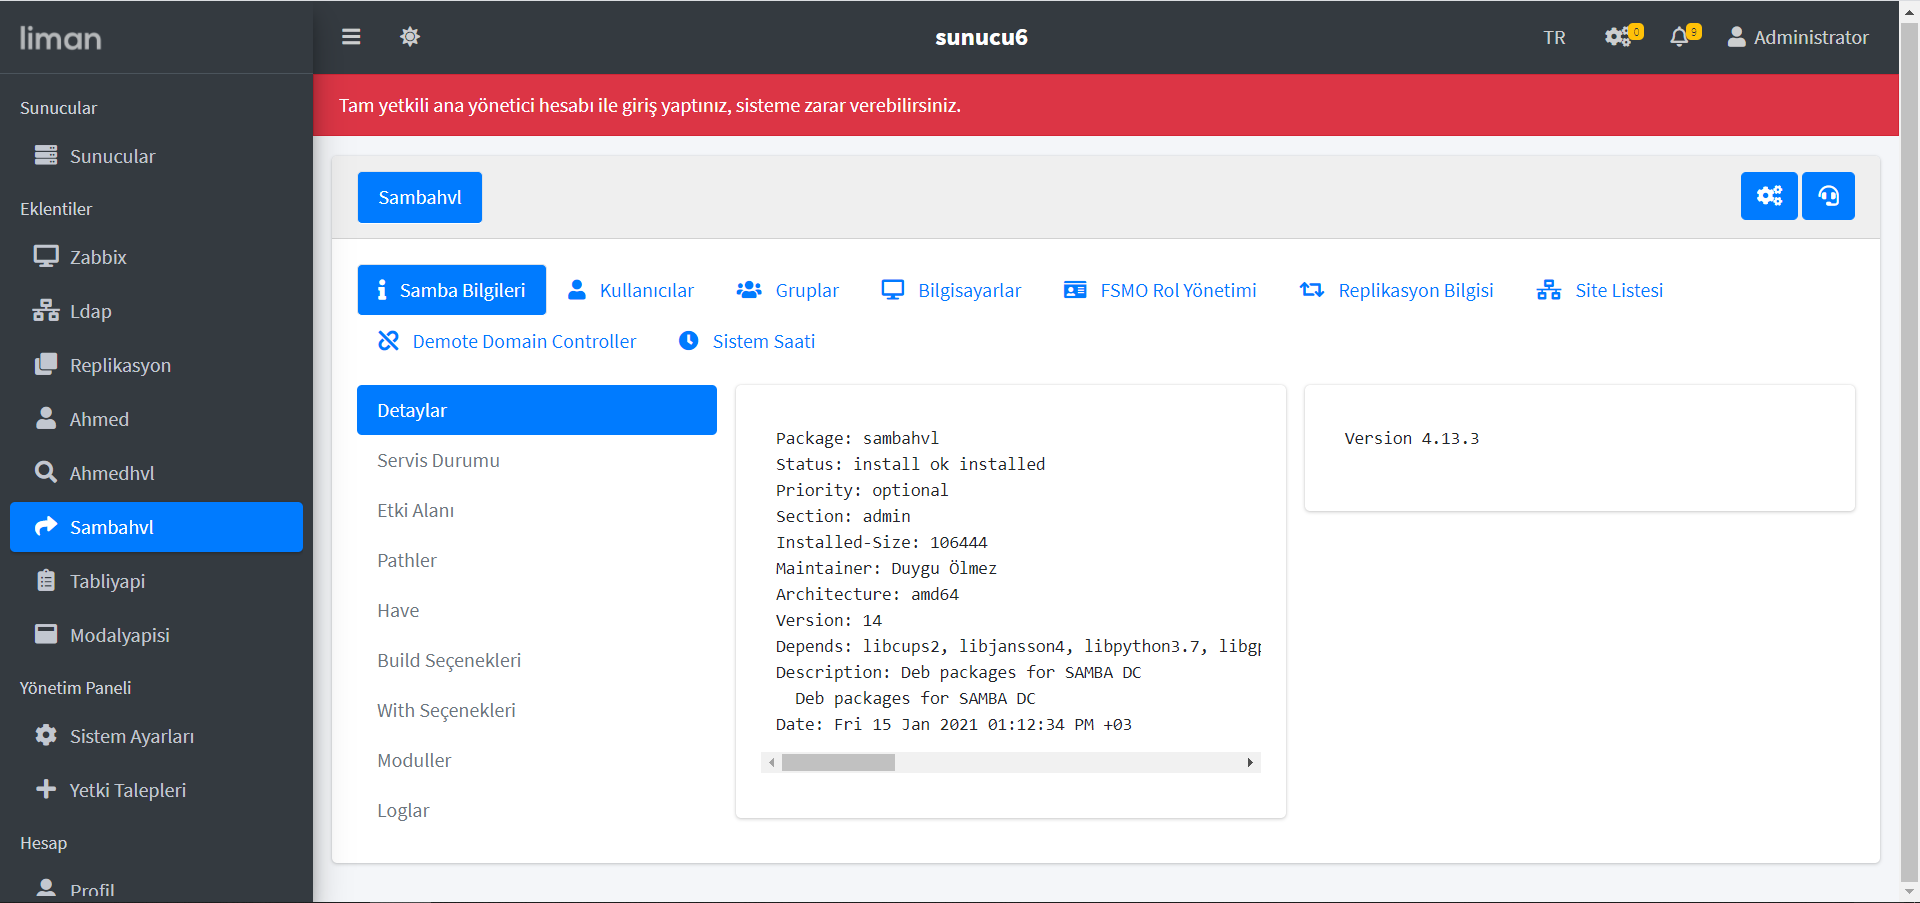 liman
sunucu6
TR
0
9
Administrator
Tam yetkili ana yönetici hesabı ile giriş yaptınız, sisteme zarar verebilirsiniz.
Sunucular
Sunucular
Eklentiler
Zabbix
Ldap
Replikasyon
Ahmed
Ahmedhvl
Sambahvl
Tabliyapi
Modalyapisi
Yönetim Paneli
Sistem Ayarları
Yetki Talepleri
Hesap
Profil
Sambahvl
Samba Bilgileri
Kullanıcılar
Gruplar
Bilgisayarlar
FSMO Rol Yönetimi
Replikasyon Bilgisi
Site Listesi
Demote Domain Controller
Sistem Saati
Detaylar
Servis Durumu
Etki Alanı
Pathler
Have
Build Seçenekleri
With Seçenekleri
Moduller
Loglar
Package: sambahvl
Status: install ok installed
Priority: optional
Section: admin
Installed-Size: 106444
Maintainer: Duygu Ölmez
Architecture: amd64
Version: 14
Depends: libcups2, libjansson4, libpython3.7,
Description: Deb packages for SAMBA DC
Deb packages for SAMBA DC
Date: Fri 15 Jan 2021 01:12:34 PM +03
Version 4.13.3